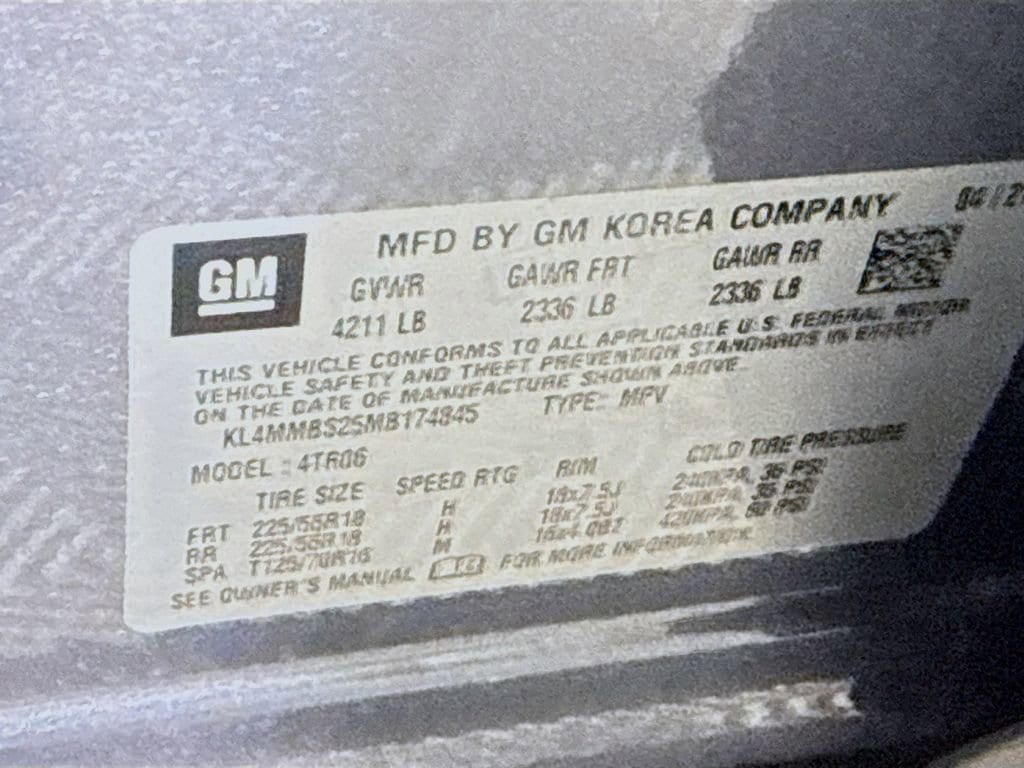 GM
MFD BY GM KOREA COMPANY
GVWR GAWR FRT GAWR RR
4211 LB 2336 LB 2336 LB
THIS VEHICLE CONFORMS TO ALL APPLICABLE U.S. FEDERAL MOTOR
VEHICLE SAFETY AND THEFT PREVENTION STANDARDS IN EFFECT
ON THE DATE OF MANUFACTURE SHOWN ABOVE.
KL4MMBS25MB174845 TYPE: MPV
MODEL : 4TR06
TIRE SIZE SPEED RTG RIM COLD TIRE PRESSURE
FRT 225/55R18 H 18x7.5J 240KPA, 35 PSI
RR 225/55R18 H 18x7.5J 240KPA, 35 PSI
SPA T125/70R16 M 420KPA, 60 PSI
SEE OWNER'S MANUAL FOR MORE INFORMATION.